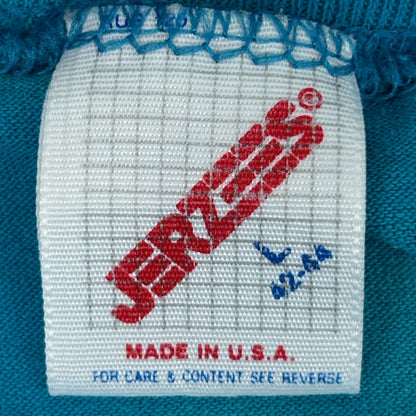 JERZEES ©
L
42-44
MADE IN U.S.A.
FOR CARE & CONTENT SEE REVERSE